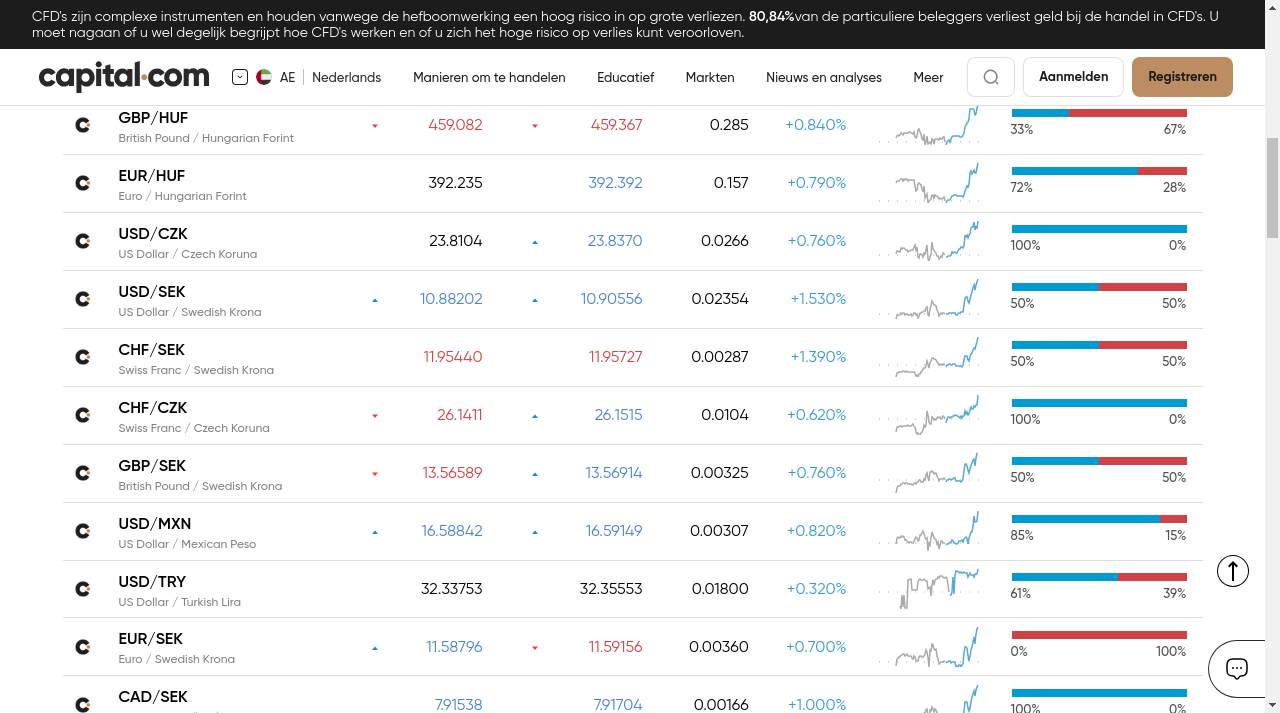 CFD's zijn complexe instrumenten en houden vanwege de hefboomwerking een hoog risico in op grote verliezen. 80,84%van de particuliere beleggers verliest geld bij de handel in CFD's. U
moet nagaan of u wel degelijk begrijpt hoe CFD's werken en of u zich het hoge risico op verlies kunt veroorloven.
capital.com AE Nederlands Manieren om te handelen Educatief Markten Nieuws en analyses Meer Aanmelden Registreren
GBP/HUF 459.082 459.367 0.285 +0.840%
British Pound / Hungarian Forint 33% 67%
EUR/HUF 392.235 392.392 0.157 +0.790%
Euro / Hungarian Forint 72% 28%
USD/CZK 23.8104 23.8370 0.0266 +0.760%
US Dollar / Czech Koruna 100% 0%
USD/SEK 10.88202 10.90556 0.02354 +1.530%
US Dollar / Swedish Krona 50% 50%
CHF/SEK 11.95440 11.95727 0.00287 +1.390%
Swiss Franc / Swedish Krona 50% 50%
CHF/CZK 26.1411 26.1515 0.0104 +0.620%
Swiss Franc / Czech Koruna 100% 0%
GBP/SEK 13.56589 13.56914 0.00325 +0.760%
British Pound / Swedish Krona 50% 50%
USD/MXN 16.58842 16.59149 0.00307 +0.820%
US Dollar / Mexican Peso 85% 15%
USD/TRY 32.33753 32.35553 0.01800 +0.320%
US Dollar / Turkish Lira 61% 39%
EUR/SEK 11.58796 11.59156 0.00360 +0.700%
Euro / Swedish Krona 0% 100%
CAD/SEK 7.91538 7.91704 0.00166 +1.000%
100% 0%